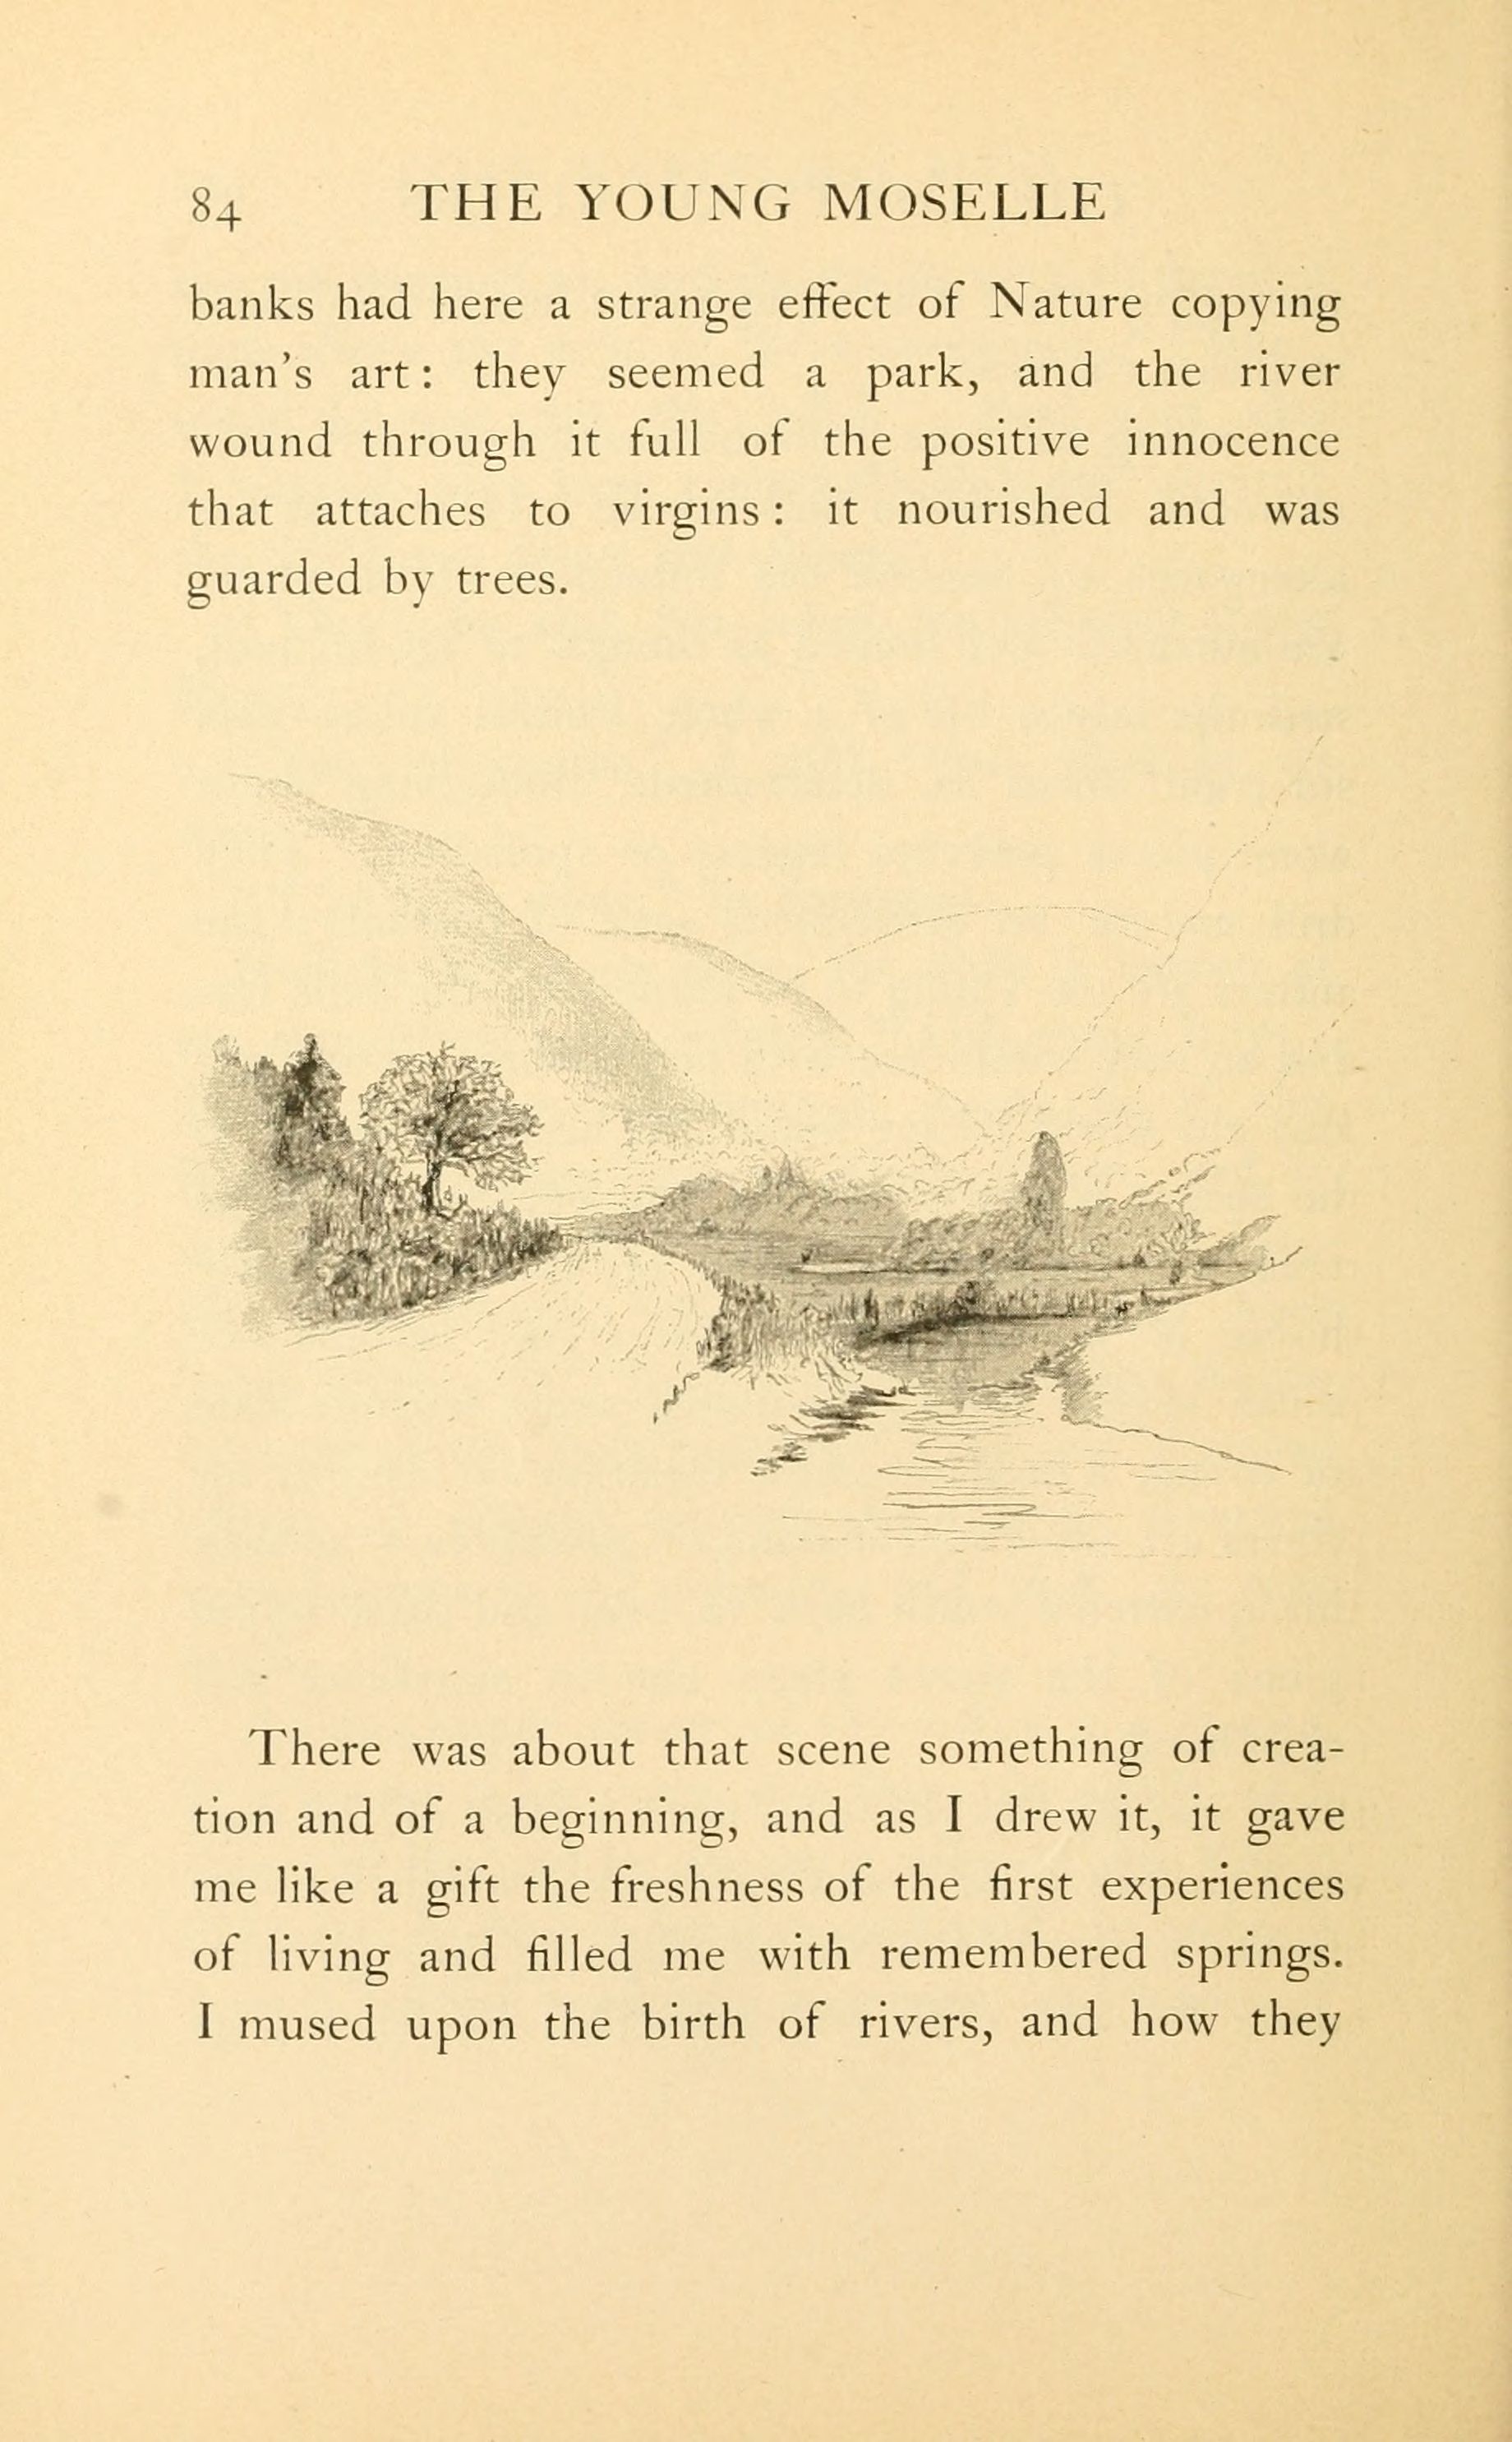 84 THE YOUNG MOSELLE
banks had here a strange effect of Nature copying
man's art: they seemed a park, and the river
wound through it full of the positive innocence
that attaches to virgins: it nourished and was
guarded by trees.
There was about that scene something of crea-
tion and of a beginning, and as I drew it, it gave
me like a gift the freshness of the first experiences
of living and filled me with remembered springs.
I mused upon the birth of rivers, and how they